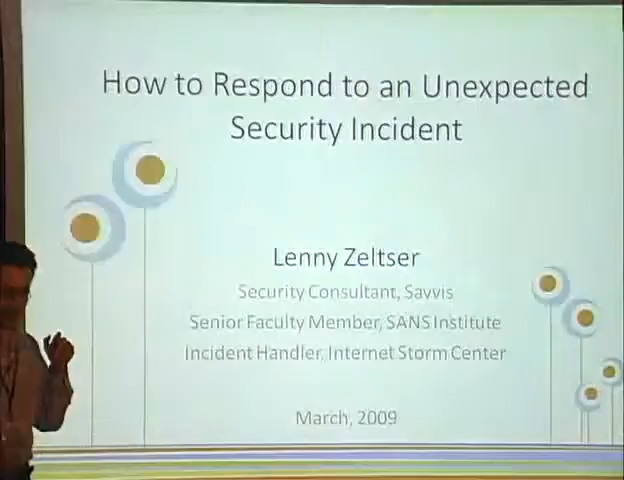 How to Respond to an Unexpected
Security Incident
Lenny Zeltser
Security Consultant, Savvis
Senior Faculty Member, SANS Institute
Incident Handler, Internet Storm Center
March, 2009